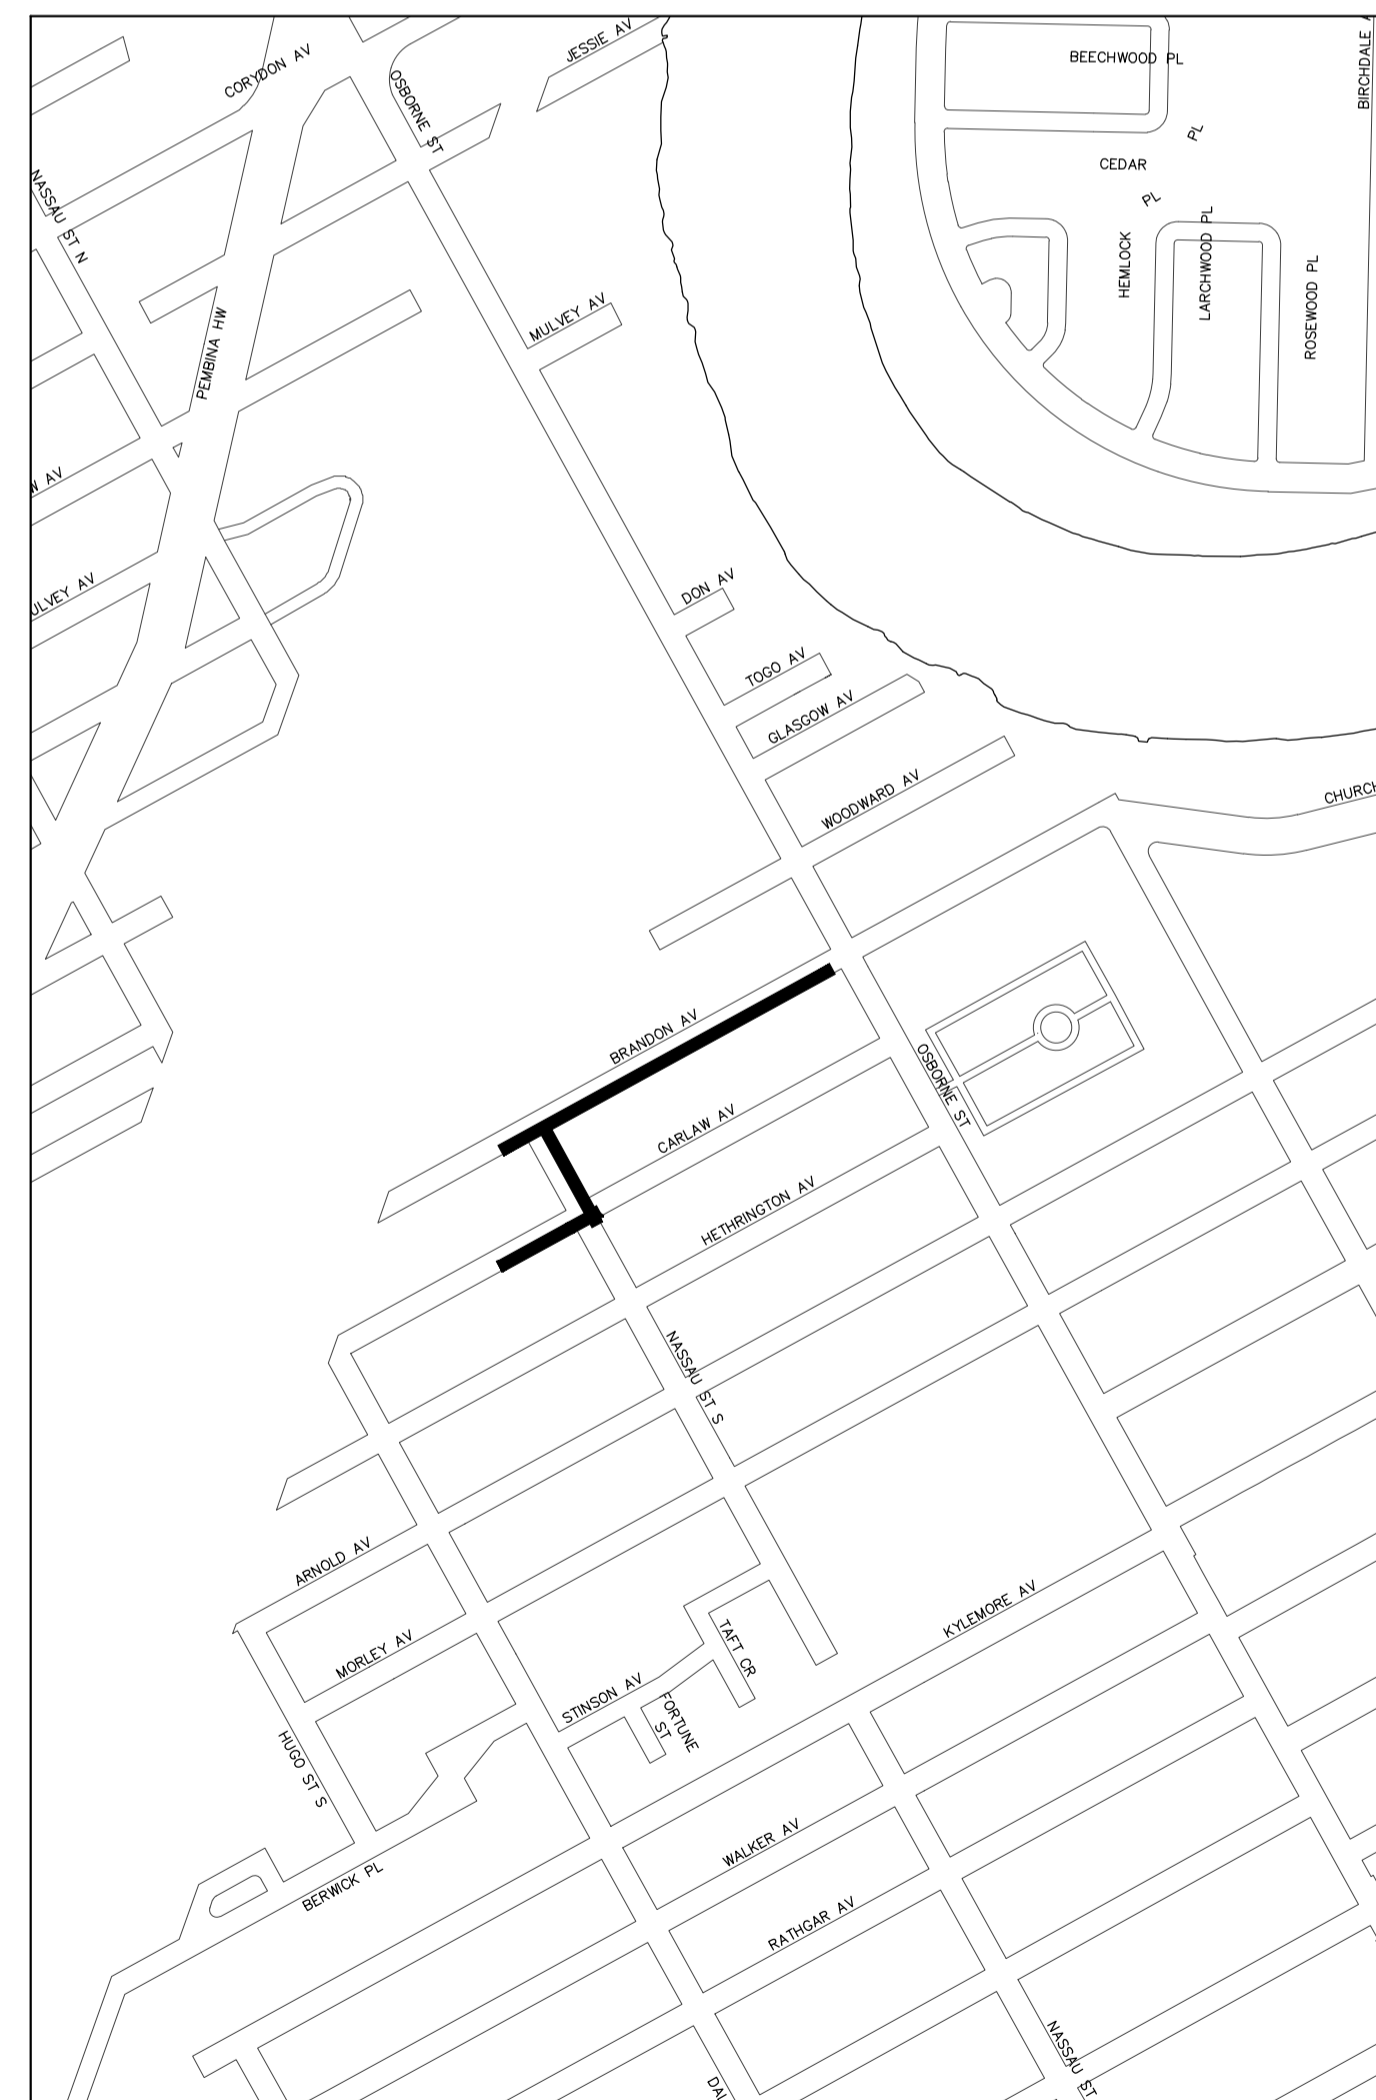 JESSIE AV
CORYDON AV
OSBORNE ST
BEECHWOOD PL
BIRCHDALE
PL
CEDAR
NASSAU ST N
PL
HEMLOCK
LARCHWOOD PL
ROSEWOOD PL
MULVEY AV
PEMBINA HW
W AV
ULVEY AV
DON AV
TOGO AV
GLASGOW AV
WOODWARD AV
CHURCH
BRANDON AV
OSBORNE ST
CARLAW AV
HETHRINGTON AV
NASSAU ST S
ARNOLD AV
MORLEY AV
KYLEMORE AV
TAFT CR
STINSON AV
FORTUNE
ST
HUGO ST S
WALKER AV
BERWICK PL
RATHGAR AV
NASSAU ST
DAI